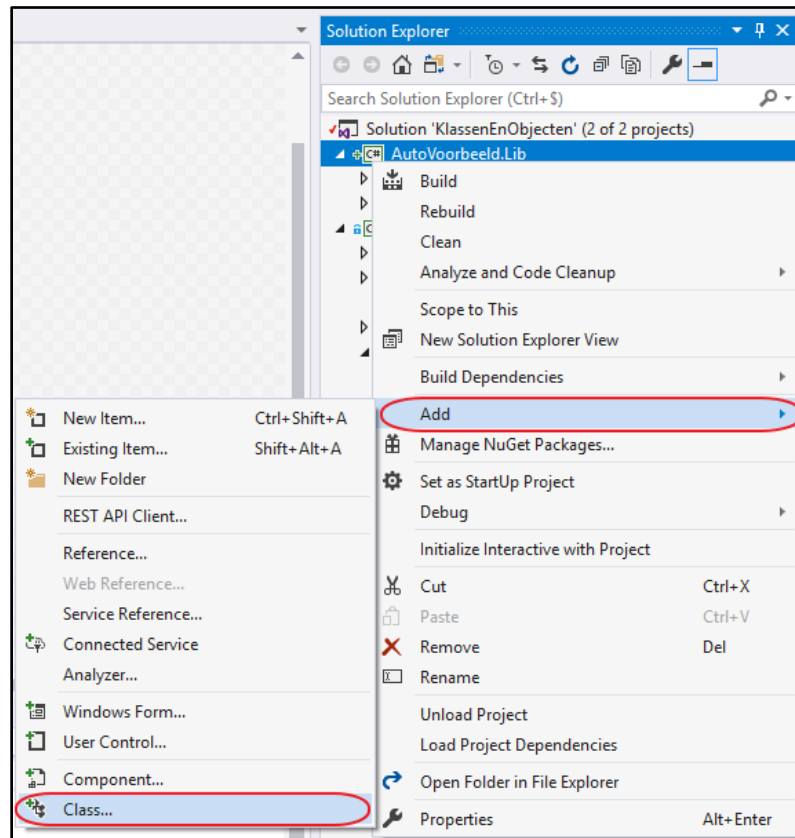 Solution Explorer
Search Solution Explorer (Ctrl+$)
Solution 'KlassenEnObjecten' (2 of 2 projects)
C# AutoVoorbeeld.Lib
Build
Rebuild
Clean
Analyze and Code Cleanup
Scope to This
New Solution Explorer View
Build Dependencies
Add
Manage NuGet Packages...
Set as StartUp Project
Debug
Initialize Interactive with Project
Cut Ctrl+X
Paste Ctrl+V
Remove Del
Rename
Unload Project
Load Project Dependencies
Open Folder in File Explorer
Properties Alt+Enter
New Item... Ctrl+Shift+A
Existing Item... Shift+Alt+A
New Folder
REST API Client...
Reference...
Web Reference...
Service Reference...
Connected Service
Analyzer...
Windows Form...
User Control...
Component...
Class...